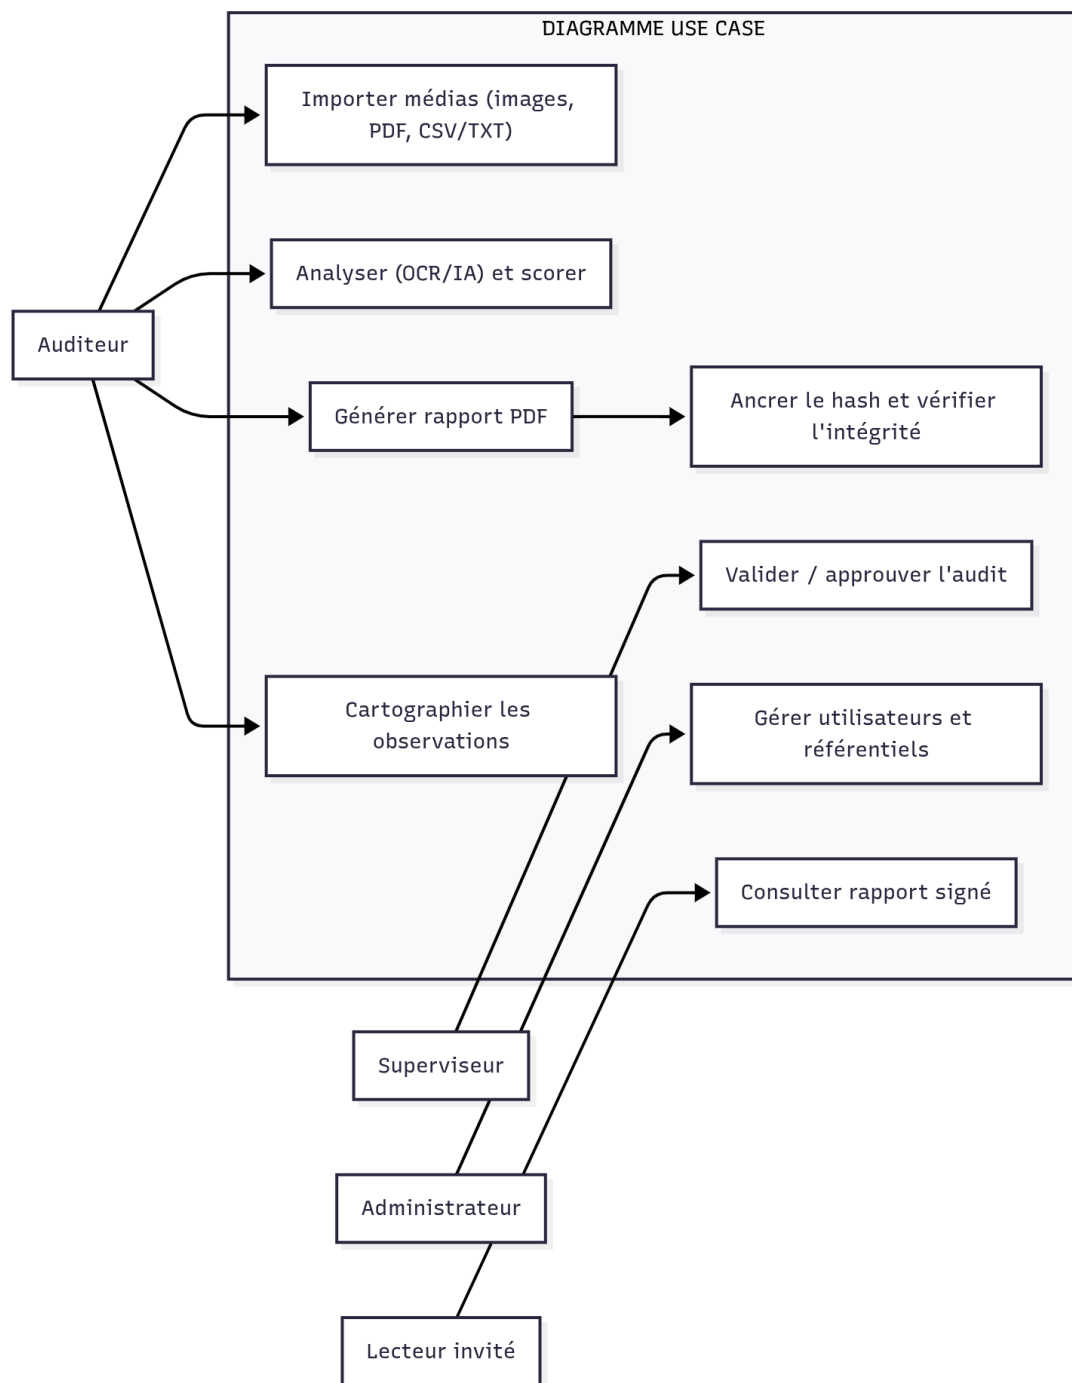 DIAGRAMME USE CASE
Importer médias (images,
PDF, CSV/TXT)
Analyser (OCR/IA) et scorer
Auditeur
Générer rapport PDF
Ancrer le hash et vérifier
l'intégrité
Valider / approuver l'audit
Cartographier les
observations
Gérer utilisateurs et
référentiels
Consulter rapport signé
Superviseur
Administrateur
Lecteur invité